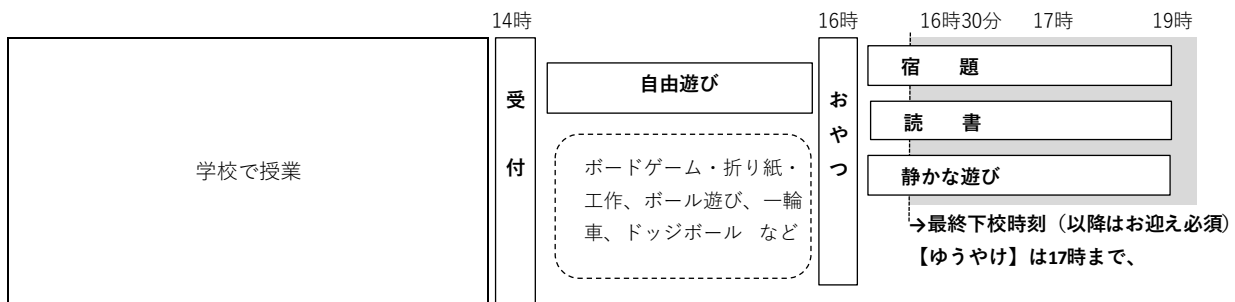 14時
16時
16時30分
17時
19時
学校で授業
受付
自由遊び
ボードゲーム・折り紙・
工作、ボール遊び、一輪
車、ドッジボール　など
おやつ
宿　題
読　書
静かな遊び
→最終下校時刻（以降はお迎え必須）
【ゆうやけ】は17時まで、